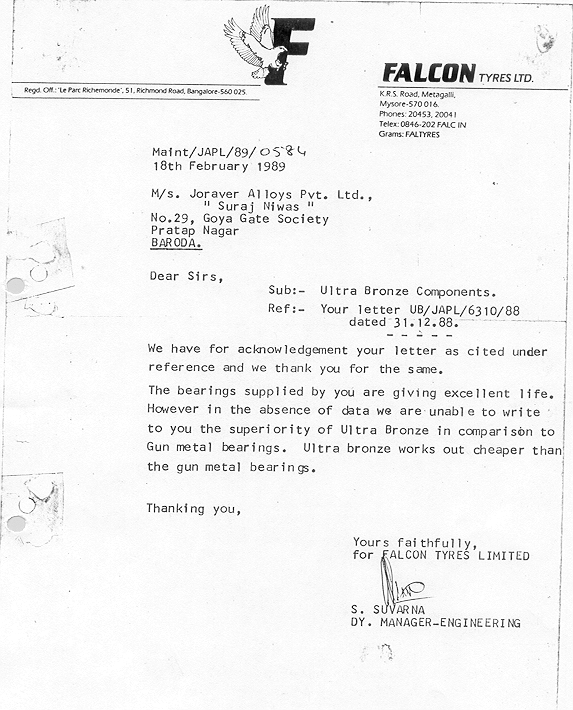 F
FALCON TYRES LTD.
Regd. Off.: 'Le Parc Richemonde', 51, Richmond Road, Bangalore-560 025.
K.R.S. Road, Metagalli,
Mysore-570 016.
Phones: 20453, 20041
Telex: 0846-202 FALC IN
Grams: FALTYRES
Maint/JAPL/89/0584
18th February 1989
M/s. Joraver Alloys Pvt. Ltd.,
" Suraj Niwas "
No.29, Goya Gate Society
Pratap Nagar
BARODA.
Dear Sirs,
Sub:- Ultra Bronze Components.
Ref:- Your letter UB/JAPL/6310/88
dated 31.12.88.
- - - - -
We have for acknowledgement your letter as cited under
reference and we thank you for the same.
The bearings supplied by you are giving excellent life.
However in the absence of data we are unable to write
to you the superiority of Ultra Bronze in comparison to
Gun metal bearings. Ultra bronze works out cheaper than
the gun metal bearings.
Thanking you,
Yours faithfully,
for FALCON TYRES LIMITED
S. SUVARNA
DY. MANAGER-ENGINEERING